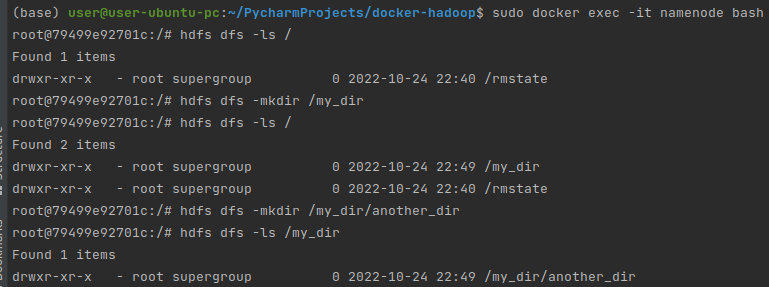 (base) user@user-ubuntu-pc:~/PycharmProjects/docker-hadoop$ sudo docker exec -it namenode bash
root@79499e92701c:/# hdfs dfs -ls /
Found 1 items
drwxr-xr-x   - root supergroup          0 2022-10-24 22:40 /rmstate
root@79499e92701c:/# hdfs dfs -mkdir /my_dir
root@79499e92701c:/# hdfs dfs -ls /
Found 2 items
drwxr-xr-x   - root supergroup          0 2022-10-24 22:49 /my_dir
drwxr-xr-x   - root supergroup          0 2022-10-24 22:40 /rmstate
root@79499e92701c:/# hdfs dfs -mkdir /my_dir/another_dir
root@79499e92701c:/# hdfs dfs -ls /my_dir
Found 1 items
drwxr-xr-x   - root supergroup          0 2022-10-24 22:49 /my_dir/another_dir